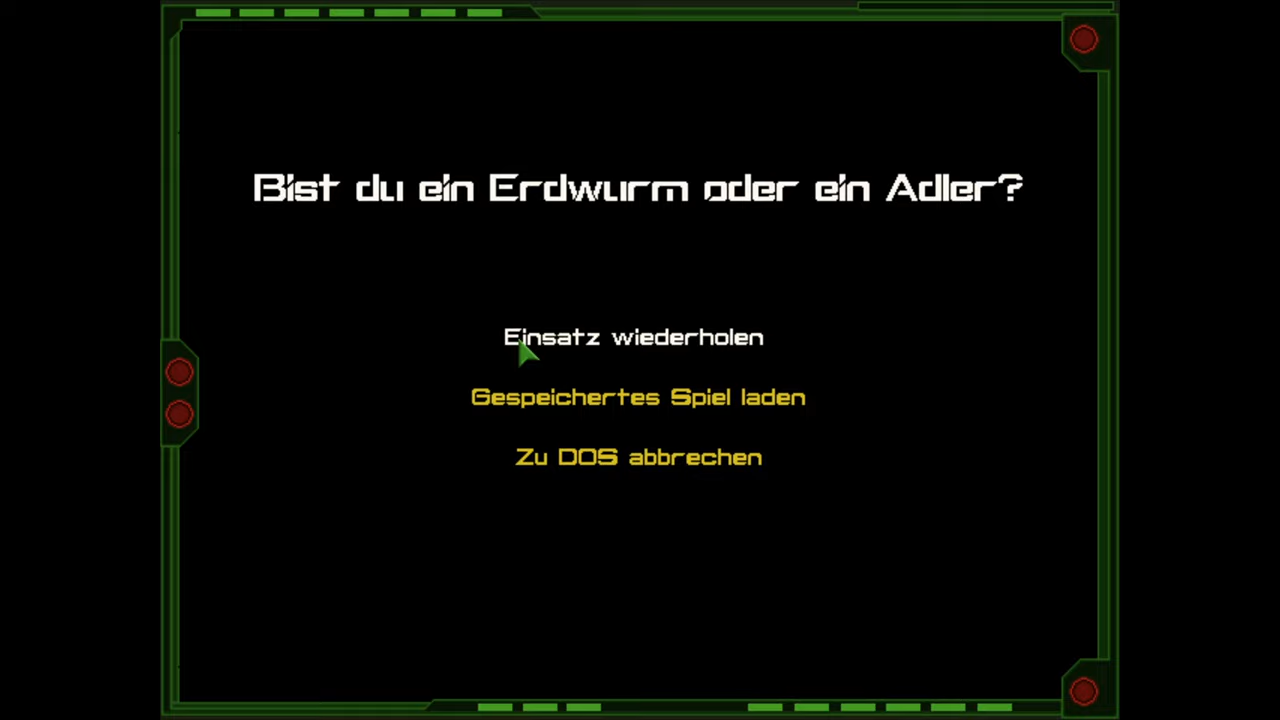 Bist du ein Erdwurm oder ein Adler?
Einsatz wiederholen
Gespeichertes Spiel laden
Zu DOS abbrechen